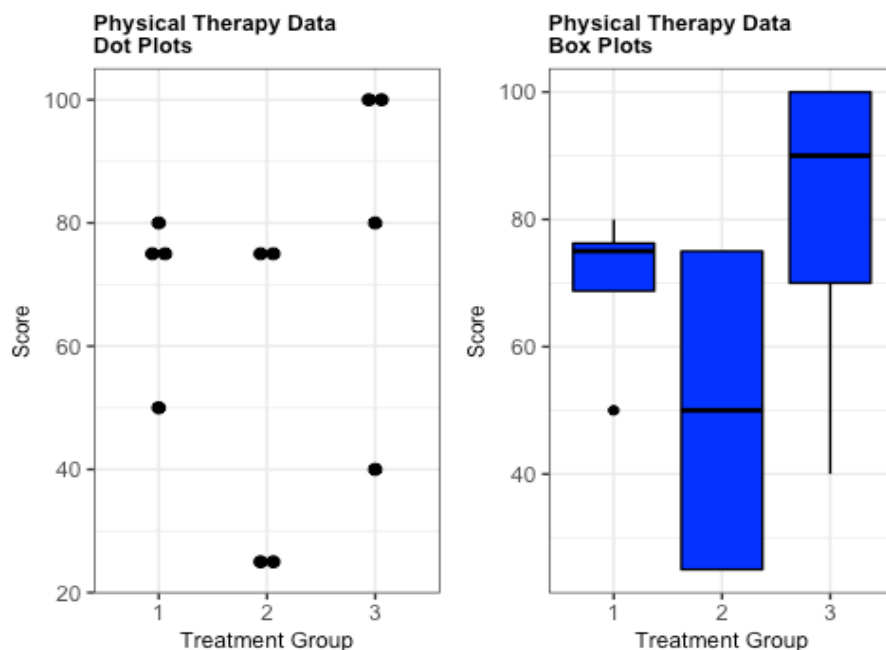 Physical Therapy Data
Dot Plots
100
80
60
40
20
Score
1 2 3
Treatment Group
Physical Therapy Data
Box Plots
100
80
60
40
Score
1 2 3
Treatment Group